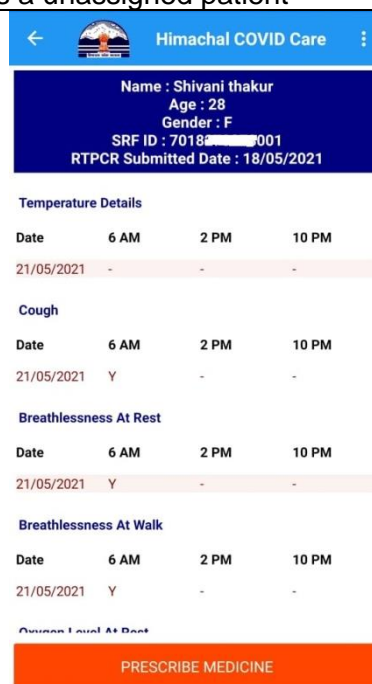 s a unassigned patient
Himachal COVID Care
Name : Shivani thakur
Age : 28
Gender : F
SRF ID : 7018 001
RTPCR Submitted Date : 18/05/2021
Temperature Details
Date 6 AM 2 PM 10 PM
21/05/2021 - - -
Cough
Date 6 AM 2 PM 10 PM
21/05/2021 Y - -
Breathlessness At Rest
Date 6 AM 2 PM 10 PM
21/05/2021 Y - -
Breathlessness At Walk
Date 6 AM 2 PM 10 PM
21/05/2021 Y - -
Oxygen Level At Rest
PRESCRIBE MEDICINE